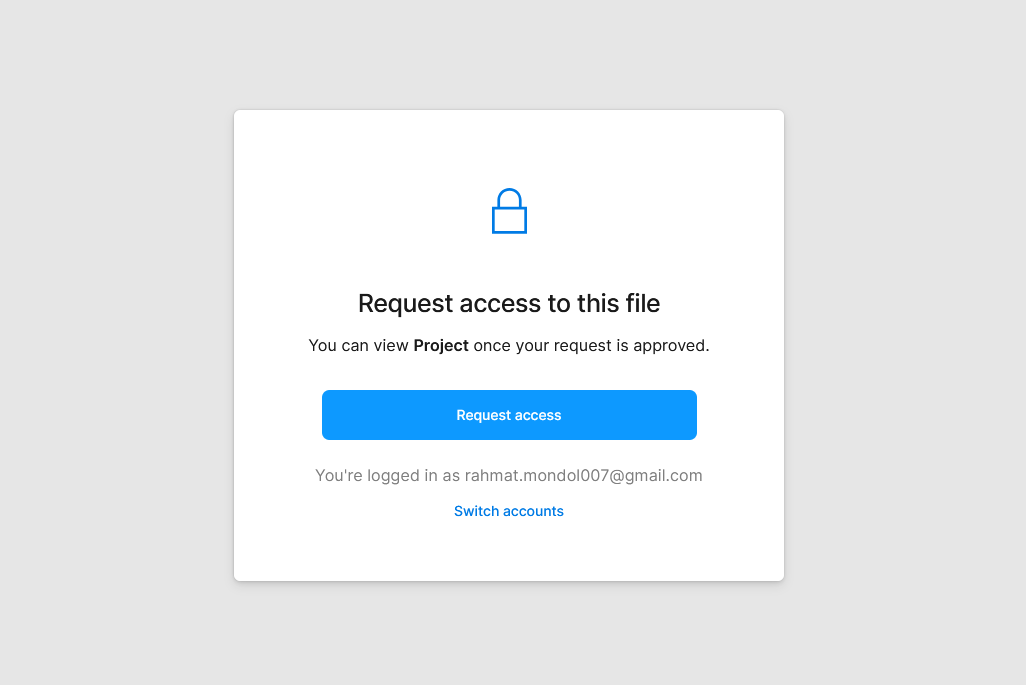 Request access to this file
You can view Project once your request is approved.
Request access
You're logged in as rahmat.mondol007@gmail.com
Switch accounts